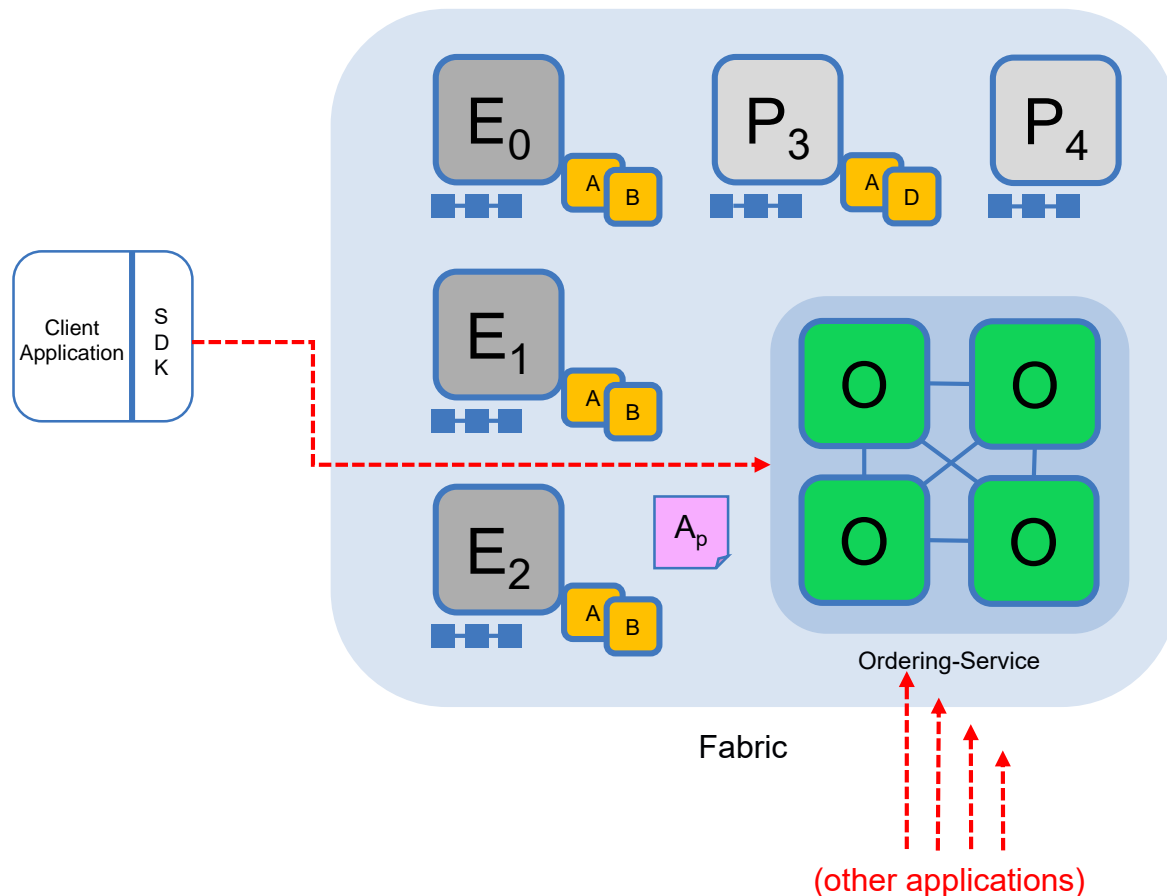 E0
P3
P4
A
B
A
D
Client
Application
S
D
K
E1
A
B
O
O
E2
A
B
Ap
O
O
Ordering-Service
Fabric
(other applications)